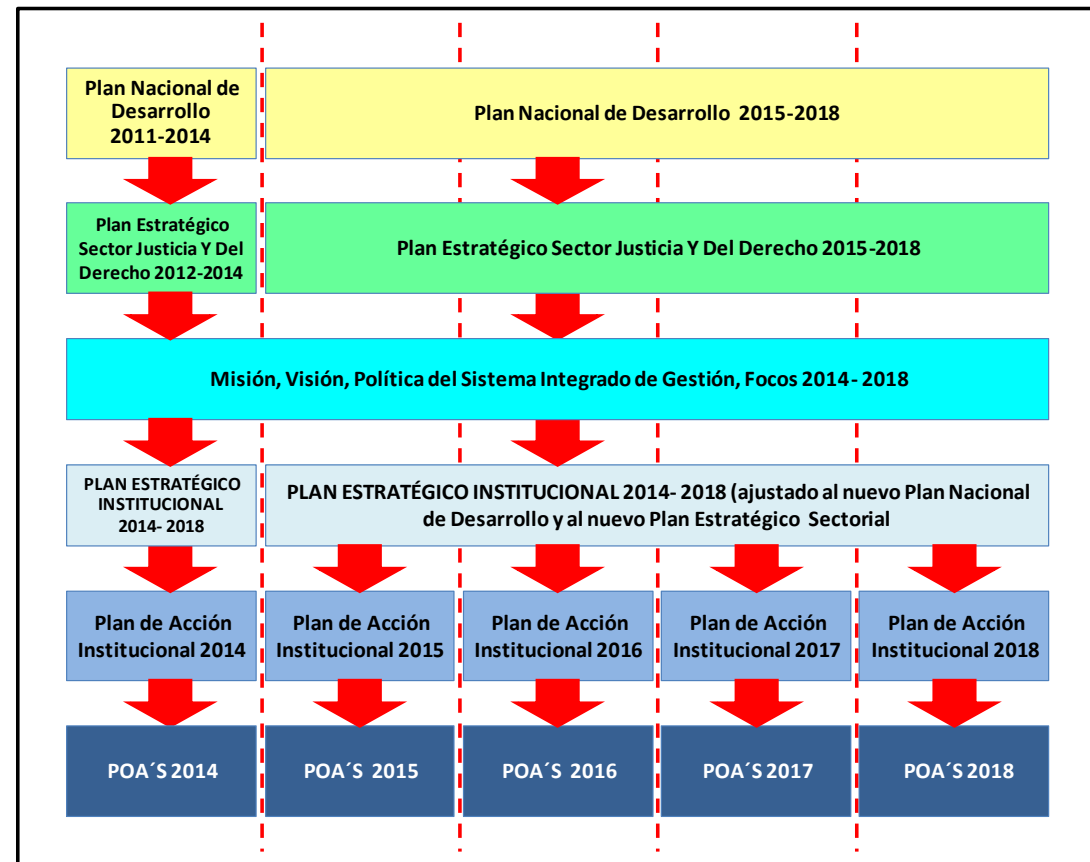 Plan Nacional de
Desarrollo
2011-2014
Plan Nacional de Desarrollo 2015-2018
Plan Estratégico
Sector Justicia Y Del
Derecho 2012-2014
Plan Estratégico Sector Justicia Y Del Derecho 2015-2018
Misión, Visión, Política del Sistema Integrado de Gestión, Focos 2014- 2018
PLAN ESTRATÉGICO
INSTITUCIONAL
2014- 2018
PLAN ESTRATÉGICO INSTITUCIONAL 2014- 2018 (ajustado al nuevo Plan Nacional
de Desarrollo y al nuevo Plan Estratégico Sectorial
Plan de Acción
Institucional 2014
Plan de Acción
Institucional 2015
Plan de Acción
Institucional 2016
Plan de Acción
Institucional 2017
Plan de Acción
Institucional 2018
POA´S 2014
POA´S 2015
POA´S 2016
POA´S 2017
POA´S 2018